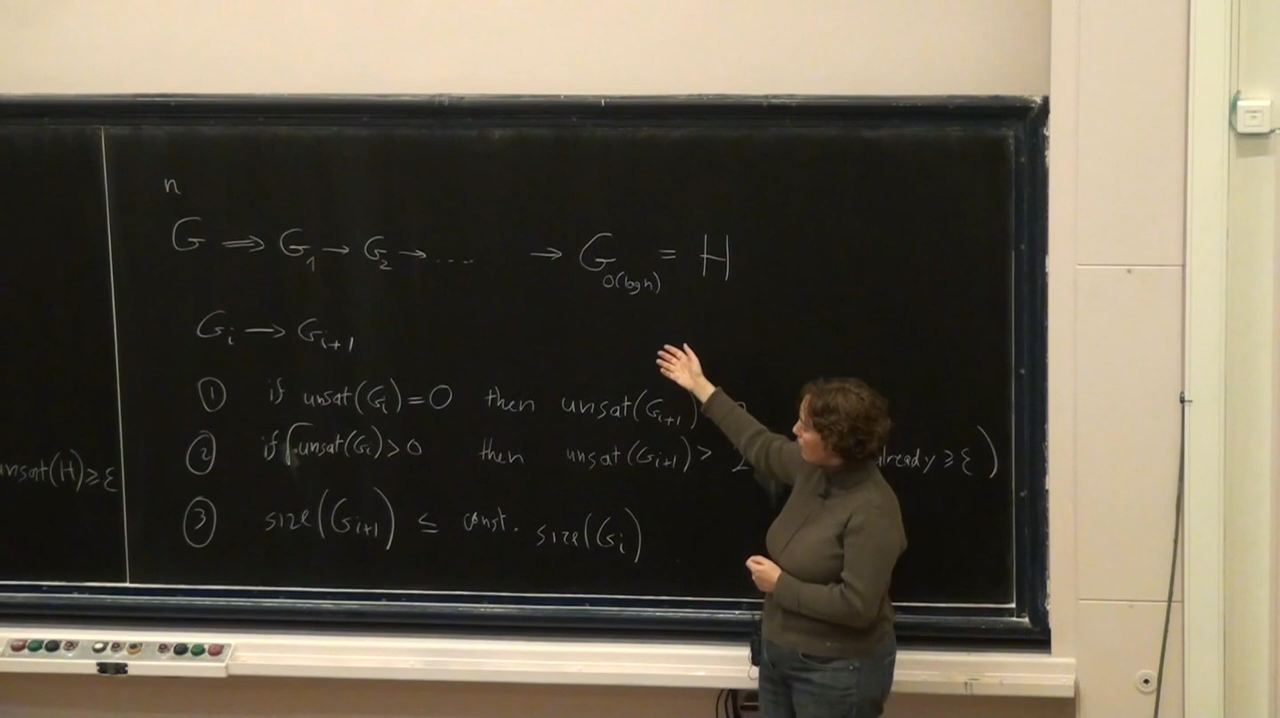 n
G ⇒ G₁ → G₂ → .... → G_O(log n) = H
Gᵢ → Gᵢ₊₁
① if unsat(Gᵢ) = 0 then unsat(Gᵢ₊₁)
② if unsat(Gᵢ) > 0 then unsat(Gᵢ₊₁) > already ≥ ε )
unsat(H) ≥ ε
③ size(Gᵢ₊₁) ≤ const. size(Gᵢ)